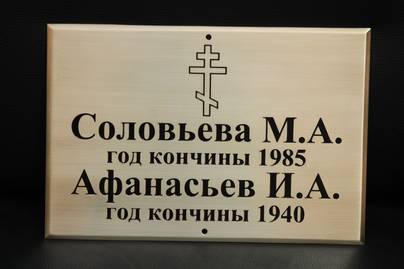 Соловьева М.А.
год кончины 1985
Афанасьев И.А.
год кончины 1940